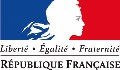 Liberté • Égalité • Fraternité
RÉPUBLIQUE FRANÇAISE